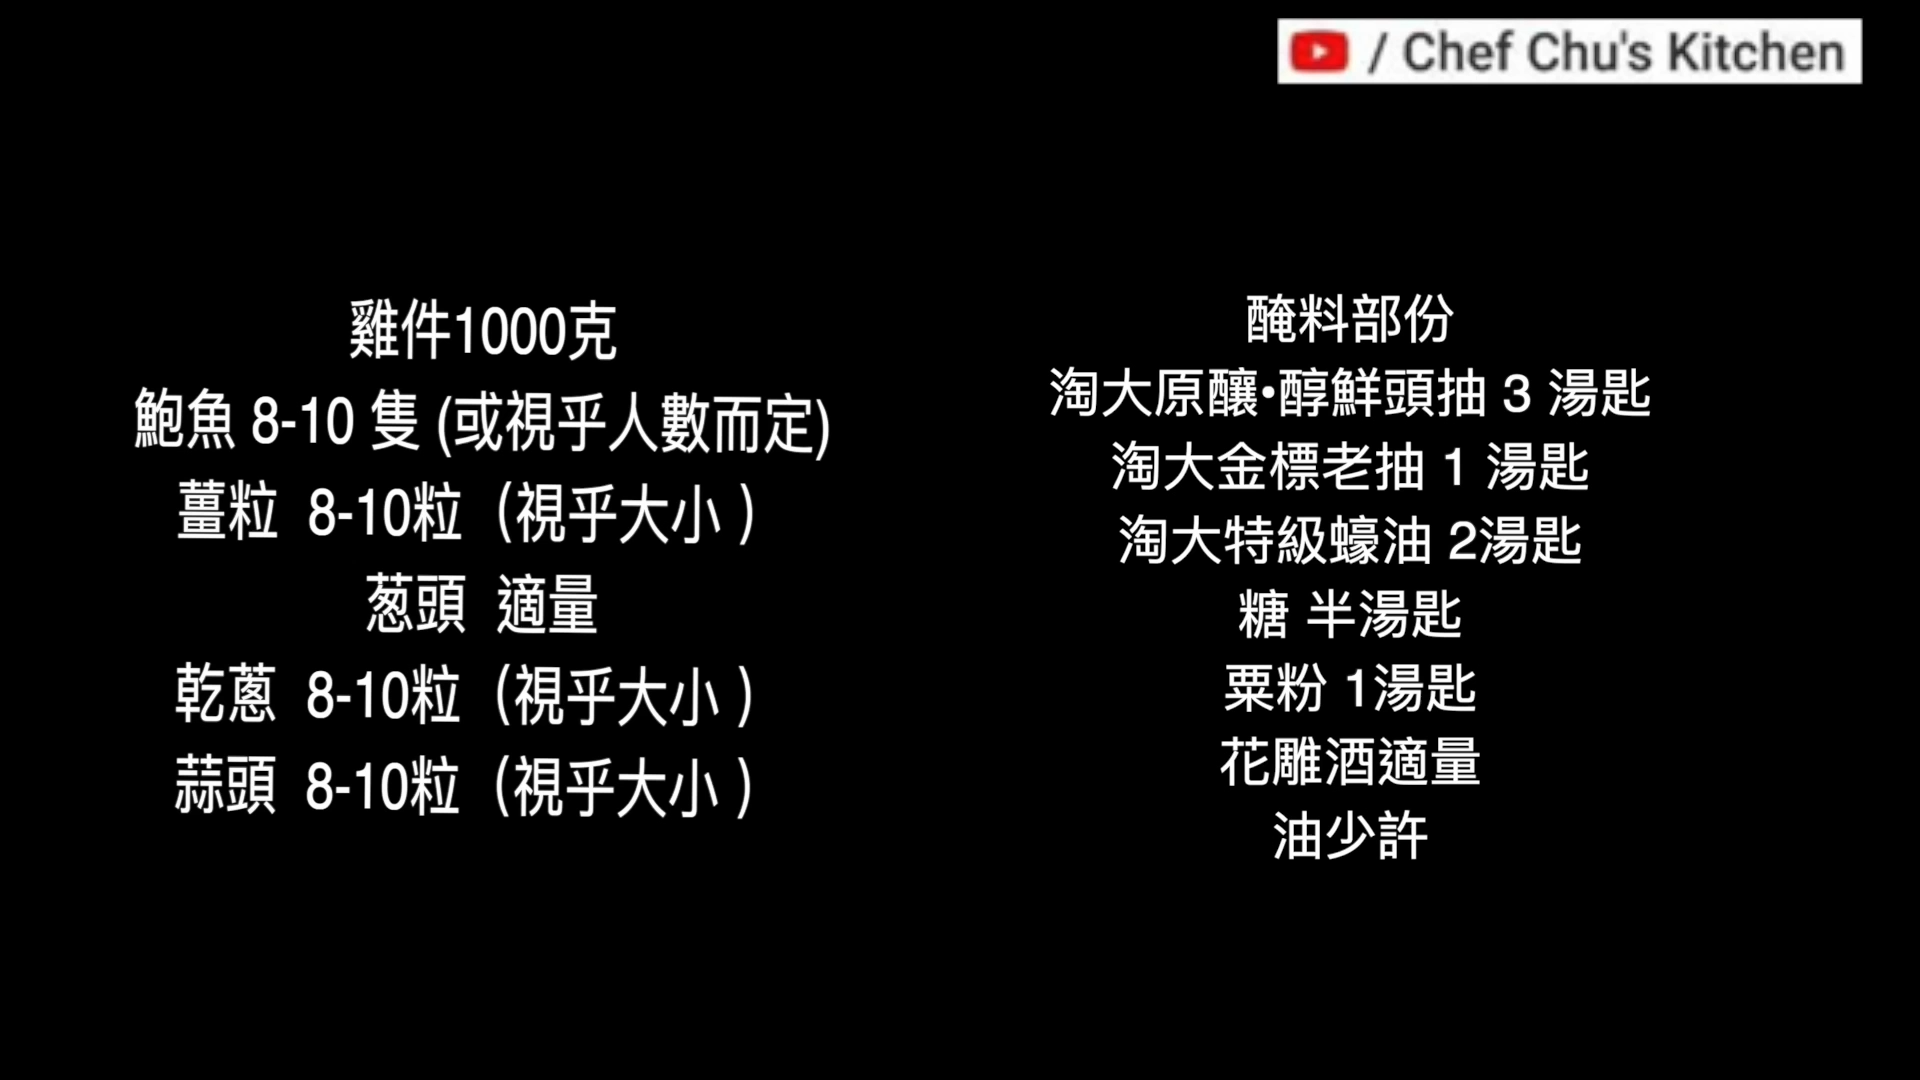 / Chef Chu's Kitchen
雞件1000克
鮑魚 8-10 隻 (或視乎人數而定)
薑粒 8-10粒（視乎大小 ）
葱頭 適量
乾蔥 8-10粒（視乎大小 ）
蒜頭 8-10粒（視乎大小 ）
醃料部份
淘大原釀•醇鮮頭抽 3 湯匙
淘大金標老抽 1 湯匙
淘大特級蠔油 2湯匙
糖 半湯匙
粟粉 1湯匙
花雕酒適量
油少許